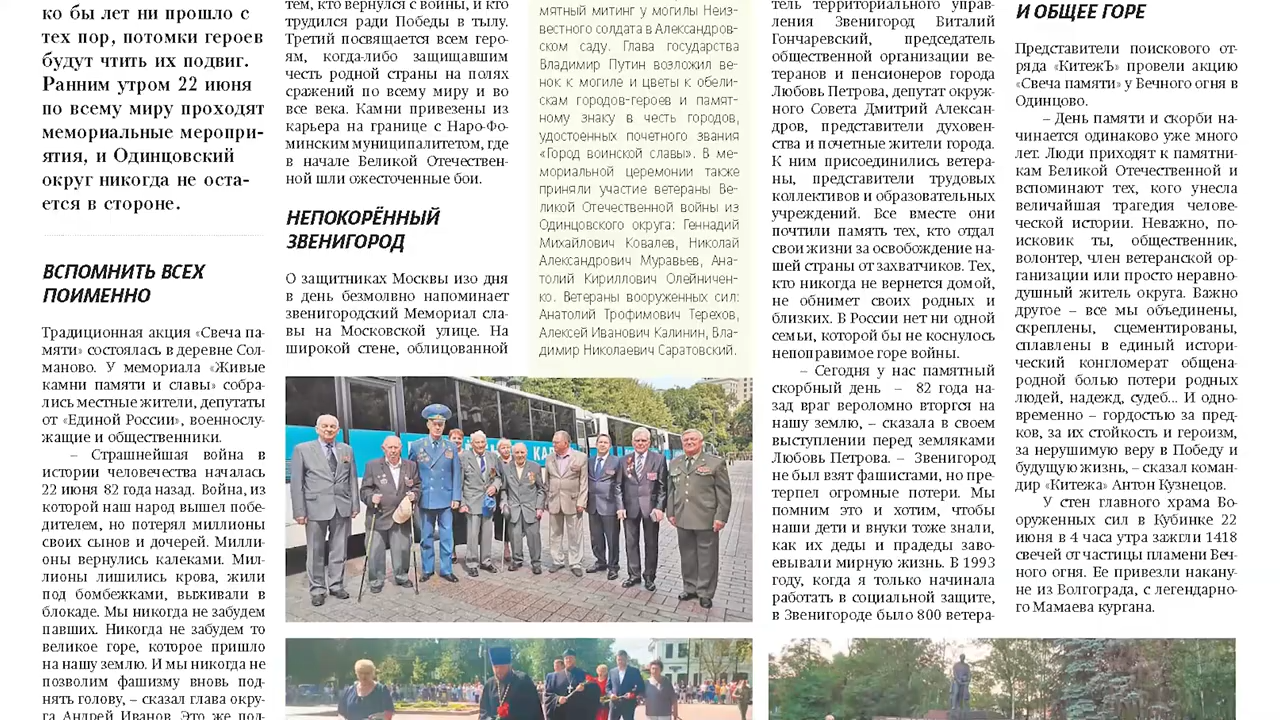 ко бы лет ни прошло с
тех пор, потомки героев
будут чтить их подвиг.
Ранним утром 22 июня
по всему миру проходят
мемориальные меропри-
ятия, и Одинцовский
округ никогда не оста-
ется в стороне.
ВСПОМНИТЬ ВСЕХ
ПОИМЕННО
Традиционная акция «Свеча па-
мяти» состоялась в деревне Сол-
маново. У мемориала «Живые
камни памяти и славы» собра-
лись местные жители, депутаты
от «Единой России», военнослу-
жащие и общественники.
– Страшнейшая война в
истории человечества началась
22 июня 82 года назад. Война, из
которой наш народ вышел побе-
дителем, но потерял миллионы
своих сынов и дочерей. Милли-
оны вернулись калеками. Мил-
лионы лишились крова, жили
под бомбежками, выживали в
блокаде. Мы никогда не забудем
павших. Никогда не забудем то
великое горе, которое пришло
на нашу землю. И мы никогда не
позволим фашизму вновь под-
нять голову, – сказал глава окру-
га Андрей Иванов. Это же под-
тем, кто вернулся с войны, и кто
трудился ради Победы в тылу.
Третий посвящается всем геро-
ям, когда-либо защищавшим
честь родной страны на полях
сражений по всему миру и во
все века. Камни привезены из
карьера на границе с Наро-Фо-
минским муниципалитетом, где
в начале Великой Отечествен-
ной шли ожесточенные бои.
НЕПОКОРЁННЫЙ
ЗВЕНИГОРОД
О защитниках Москвы изо дня
в день безмолвно напоминает
звенигородский Мемориал сла-
вы на Московской улице. На
широкой стене, облицованной
мятный митинг у могилы Неиз-
вестного солдата в Александров-
ском саду. Глава государства
Владимир Путин возложил ве-
нок к могиле и цветы к обели-
скам городов-героев и памят-
ному знаку в честь городов,
удостоенных почетного звания
«Город воинской славы». В ме-
мориальной церемонии также
приняли участие ветераны Ве-
ликой Отечественной войны из
Одинцовского округа: Геннадий
Михайлович Ковалев, Николай
Александрович Муравьев, Ана-
толий Кириллович Олейничен-
ко. Ветераны вооруженных сил:
Анатолий Трофимович Терехов,
Алексей Иванович Калинин, Вла-
димир Николаевич Саратовский.
тель территориального управ-
ления Звенигород Виталий
Гончаревский, председатель
общественной организации ве-
теранов и пенсионеров города
Любовь Петрова, депутат окруж-
ного Совета Дмитрий Алексан-
дров, представители духовен-
ства и почетные жители города.
К ним присоединились ветера-
ны, представители трудовых
коллективов и образовательных
учреждений. Все вместе они
почтили память тех, кто отдал
свои жизни за освобождение на-
шей страны от захватчиков. Тех,
кто никогда не вернется домой,
не обнимет своих родных и
близких. В России нет ни одной
семьи, которой бы не коснулось
непоправимое горе войны.
– Сегодня у нас памятный
скорбный день – 82 года на-
зад враг вероломно вторгся на
нашу землю, – сказала в своем
выступлении перед земляками
Любовь Петрова. – Звенигород
не был взят фашистами, но пре-
терпел огромные потери. Мы
помним это и хотим, чтобы
наши дети и внуки тоже знали,
как их деды и прадеды заво-
евывали мирную жизнь. В 1993
году, когда я только начинала
работать в социальной защите,
в Звенигороде было 800 ветера-
И ОБЩЕЕ ГОРЕ
Представители поискового от-
ряда «КитежЪ» провели акцию
«Свеча памяти» у Вечного огня в
Одинцово.
– День памяти и скорби на-
чинается одинаково уже много
лет. Люди приходят к памятни-
кам Великой Отечественной и
вспоминают тех, кого унесла
величайшая трагедия челове-
ческой истории. Неважно, по-
исковик ты, общественник,
волонтер, член ветеранской ор-
ганизации или просто неравно-
душный житель округа. Важно
другое – все мы объединены,
скреплены, сцементированы,
сплавлены в единый истори-
ческий конгломерат общена-
родной болью потери родных
людей, надежд, судеб... И одно-
временно – гордостью за пред-
ков, за их стойкость и героизм,
за нерушимую веру в Победу и
будущую жизнь, – сказал коман-
дир «Китежа» Антон Кузнецов.
У стен главного храма Во-
оруженных сил в Кубинке 22
июня в 4 часа утра зажгли 1418
свечей от частицы пламени Веч-
ного огня. Ее привезли накану-
не из Волгограда, с легендарно-
го Мамаева кургана.